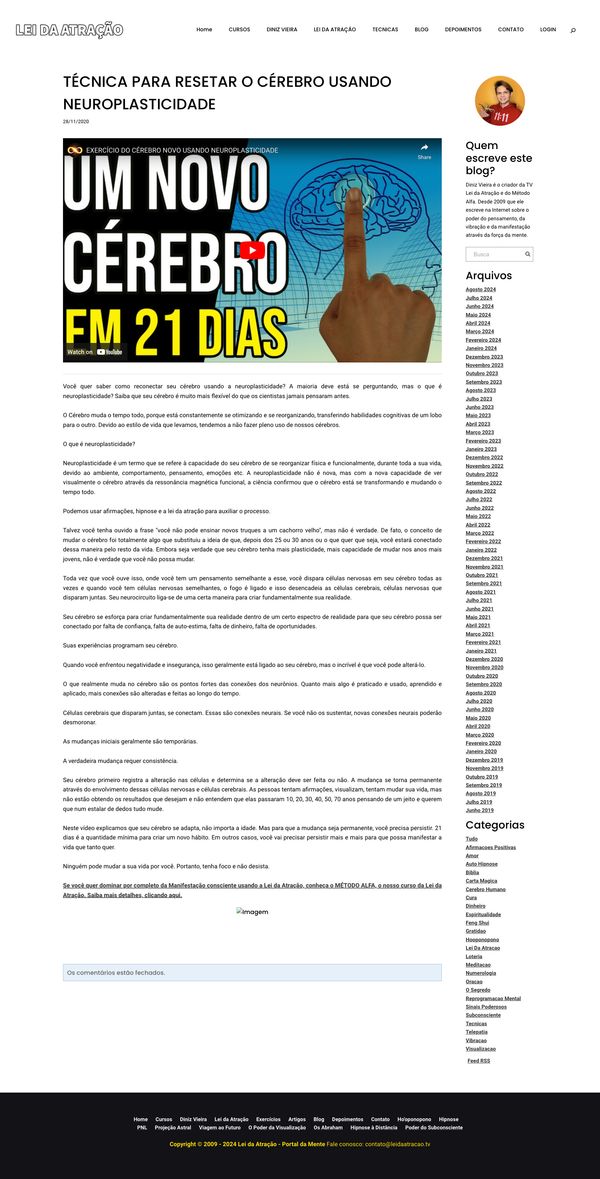 LEI DA ATRAÇÃO
Home CURSOS DINIZ VIEIRA LEI DA ATRAÇÃO TECNICAS BLOG DEPOIMENTOS CONTATO LOGIN
TÉCNICA PARA RESETAR O CÉREBRO USANDO
NEUROPLASTICIDADE
28/11/2020
EXERCÍCIO DO CÉREBRO NOVO USANDO NEUROPLASTICIDADE
Share
UM NOVO
CÉREBRO
EM 21 DIAS
Watch on YouTube
Você quer saber como reconectar seu cérebro usando a neuroplasticidade? A maioria deve está se perguntando, mas o que é
neuroplasticidade? Saiba que seu cérebro é muito mais flexível do que os cientistas jamais pensaram antes.
O Cérebro muda o tempo todo, porque está constantemente se otimizando e se reorganizando, transferindo habilidades cognitivas de um lobo
para o outro. Devido ao estilo de vida que levamos, tendemos a não fazer pleno uso de nossos cérebros.
O que é neuroplasticidade?
Neuroplasticidade é um termo que se refere à capacidade do seu cérebro de se reorganizar física e funcionalmente, durante toda a sua vida,
devido ao ambiente, comportamento, pensamento, emoções etc. A neuroplasticidade não é nova, mas com a nova capacidade de ver
visualmente o cérebro através da ressonância magnética funcional, a ciência confirmou que o cérebro está se transformando e mudando o
tempo todo.
Podemos usar afirmações, hipnose e a lei da atração para auxiliar o processo.
Talvez você tenha ouvido a frase "você não pode ensinar novos truques a um cachorro velho", mas não é verdade. De fato, o conceito de
mudar o cérebro foi totalmente algo que substituiu a ideia de que, depois dos 25 ou 30 anos ou o que quer que seja, você estará conectado
dessa maneira pelo resto da vida. Embora seja verdade que seu cérebro tenha mais plasticidade, mais capacidade de mudar nos anos mais
jovens, não é verdade que você não possa mudar.
Toda vez que você ouve isso, onde você tem um pensamento semelhante a esse, você dispara células nervosas em seu cérebro todas as
vezes e quando você tem células nervosas semelhantes, o fogo é ligado e isso desencadeia as células cerebrais, células nervosas que
disparam juntas. Seu neurocircuito liga-se de uma certa maneira para criar fundamentalmente sua realidade.
Seu cérebro se esforça para criar fundamentalmente sua realidade dentro de um certo espectro de realidade para que seu cérebro possa ser
conectado por falta de confiança, falta de auto-estima, falta de dinheiro, falta de oportunidades.
Suas experiências programam seu cérebro.
Quando você enfrentou negatividade e insegurança, isso geralmente está ligado ao seu cérebro, mas o incrível é que você pode alterá-lo.
O que realmente muda no cérebro são os pontos fortes das conexões dos neurônios. Quanto mais algo é praticado e usado, aprendido e
aplicado, mais conexões são alteradas e feitas ao longo do tempo.
Células cerebrais que disparam juntas, se conectam. Essas são conexões neurais. Se você não os sustentar, novas conexões neurais poderão
desmoronar.
As mudanças iniciais geralmente são temporárias.
A verdadeira mudança requer consistência.
Seu cérebro primeiro registra a alteração nas células e determina se a alteração deve ser feita ou não. A mudança se torna permanente
através do envolvimento dessas células nervosas e células cerebrais. As pessoas tentam afirmações, visualizam, tentam mudar sua vida, mas
não estão obtendo os resultados que desejam e não entendem que elas passaram 10, 20, 30, 40, 50, 70 anos pensando de um jeito e querem
que num estalar de dedos tudo mude.
Neste vídeo explicamos que seu cérebro se adapta, não importa a idade. Mas para que a mudança seja permanente, você precisa persistir. 21
dias é a quantidade mínima para criar um novo hábito. Em outros casos, você vai precisar persistir mais e mais para que possa manifestar a
vida que tanto quer.
Ninguém pode mudar a sua vida por você. Portanto, tenha foco e não desista.
Se você quer dominar por completo da Manifestação consciente usando a Lei da Atração, conheça o MÉTODO ALFA, o nosso curso da Lei da
Atração. Saiba mais detalhes, clicando aqui.
Imagem
Os comentários estão fechados.
11:11
Quem
escreve este
blog?
Diniz Vieira é o criador da TV
Lei da Atração e do Método
Alfa. Desde 2009 que ele
escreve na Internet sobre o
poder do pensamento, da
vibração e da manifestação
através da força da mente.
Busca
Arquivos
Agosto 2024
Julho 2024
Junho 2024
Maio 2024
Abril 2024
Março 2024
Fevereiro 2024
Janeiro 2024
Dezembro 2023
Novembro 2023
Outubro 2023
Setembro 2023
Agosto 2023
Julho 2023
Junho 2023
Maio 2023
Abril 2023
Março 2023
Fevereiro 2023
Janeiro 2023
Dezembro 2022
Novembro 2022
Outubro 2022
Setembro 2022
Agosto 2022
Julho 2022
Junho 2022
Maio 2022
Abril 2022
Março 2022
Fevereiro 2022
Janeiro 2022
Dezembro 2021
Novembro 2021
Outubro 2021
Setembro 2021
Agosto 2021
Julho 2021
Junho 2021
Maio 2021
Abril 2021
Março 2021
Fevereiro 2021
Janeiro 2021
Dezembro 2020
Novembro 2020
Outubro 2020
Setembro 2020
Agosto 2020
Julho 2020
Junho 2020
Maio 2020
Abril 2020
Março 2020
Fevereiro 2020
Janeiro 2020
Dezembro 2019
Novembro 2019
Outubro 2019
Setembro 2019
Agosto 2019
Julho 2019
Junho 2019
Categorias
Tudo
Afirmacoes Positivas
Amor
Auto Hipnose
Bíblia
Carta Magica
Cerebro Humano
Cura
Dinheiro
Espiritualidade
Feng Shui
Gratidao
Hooponopono
Lei Da Atracao
Loteria
Meditacao
Numerologia
Oracao
O Segredo
Reprogramacao Mental
Sinais Poderosos
Subconsciente
Tecnicas
Telepatia
Vibracao
Visualizacao
Feed RSS
Home Cursos Diniz Vieira Lei da Atração Exercícios Artigos Blog Depoimentos Contato Ho'oponopono Hipnose
PNL Projeção Astral Viagem ao Futuro O Poder da Visualização Os Abraham Hipnose à Distância Poder do Subconsciente
Copyright © 2009 - 2024 Lei da Atração - Portal da Mente Fale conosco: contato@leidaatracao.tv